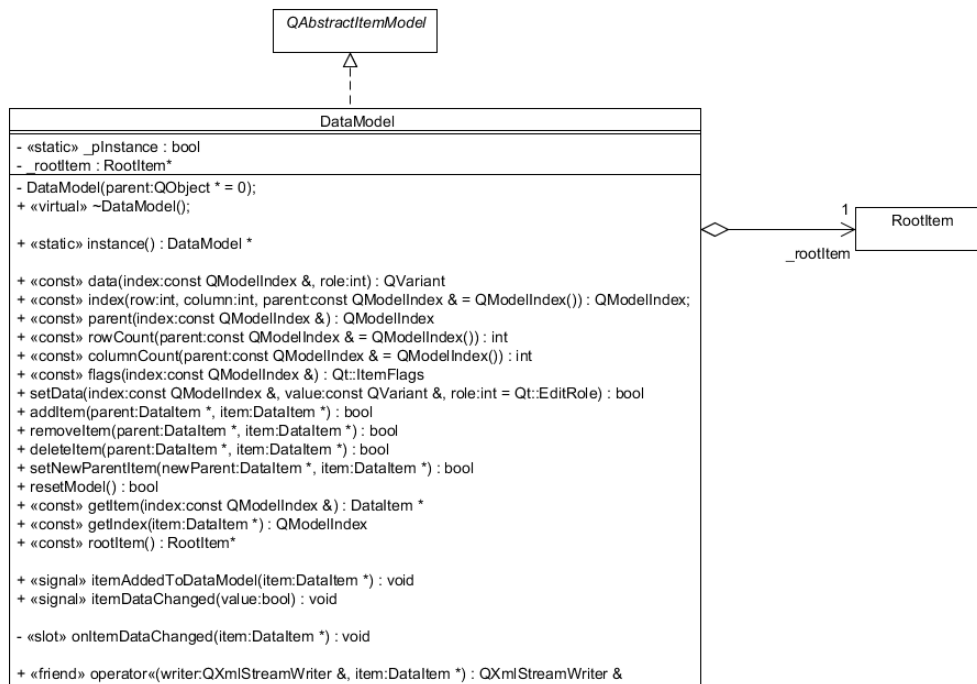 QAbstractItemModel
DataModel
- «static» _pInstance : bool
- _rootItem : RootItem*
- DataModel(parent:QObject * = 0);
+ «virtual» ~DataModel();
+ «static» instance() : DataModel *
+ «const» data(index:const QModelIndex &, role:int) : QVariant
+ «const» index(row:int, column:int, parent:const QModelIndex & = QModelIndex()) : QModelIndex;
+ «const» parent(index:const QModelIndex &) : QModelIndex
+ «const» rowCount(parent:const QModelIndex & = QModelIndex()) : int
+ «const» columnCount(parent:const QModelIndex & = QModelIndex()) : int
+ «const» flags(index:const QModelIndex &) : Qt::ItemFlags
+ setData(index:const QModelIndex &, value:const QVariant &, role:int = Qt::EditRole) : bool
+ addItem(parent:DataItem *, item:DataItem *) : bool
+ removeItem(parent:DataItem *, item:DataItem *) : bool
+ deleteItem(parent:DataItem *, item:DataItem *) : bool
+ setNewParentItem(newParent:DataItem *, item:DataItem *) : bool
+ resetModel() : bool
+ «const» getItem(index:const QModelIndex &) : DataItem *
+ «const» getIndex(item:DataItem *) : QModelIndex
+ «const» rootItem() : RootItem*
+ «signal» itemAddedToDataModel(item:DataItem *) : void
+ «signal» itemDataChanged(value:bool) : void
- «slot» onItemDataChanged(item:DataItem *) : void
+ «friend» operator«(writer:QXmlStreamWriter &, item:DataItem *) : QXmlStreamWriter &
1
_rootItem
RootItem